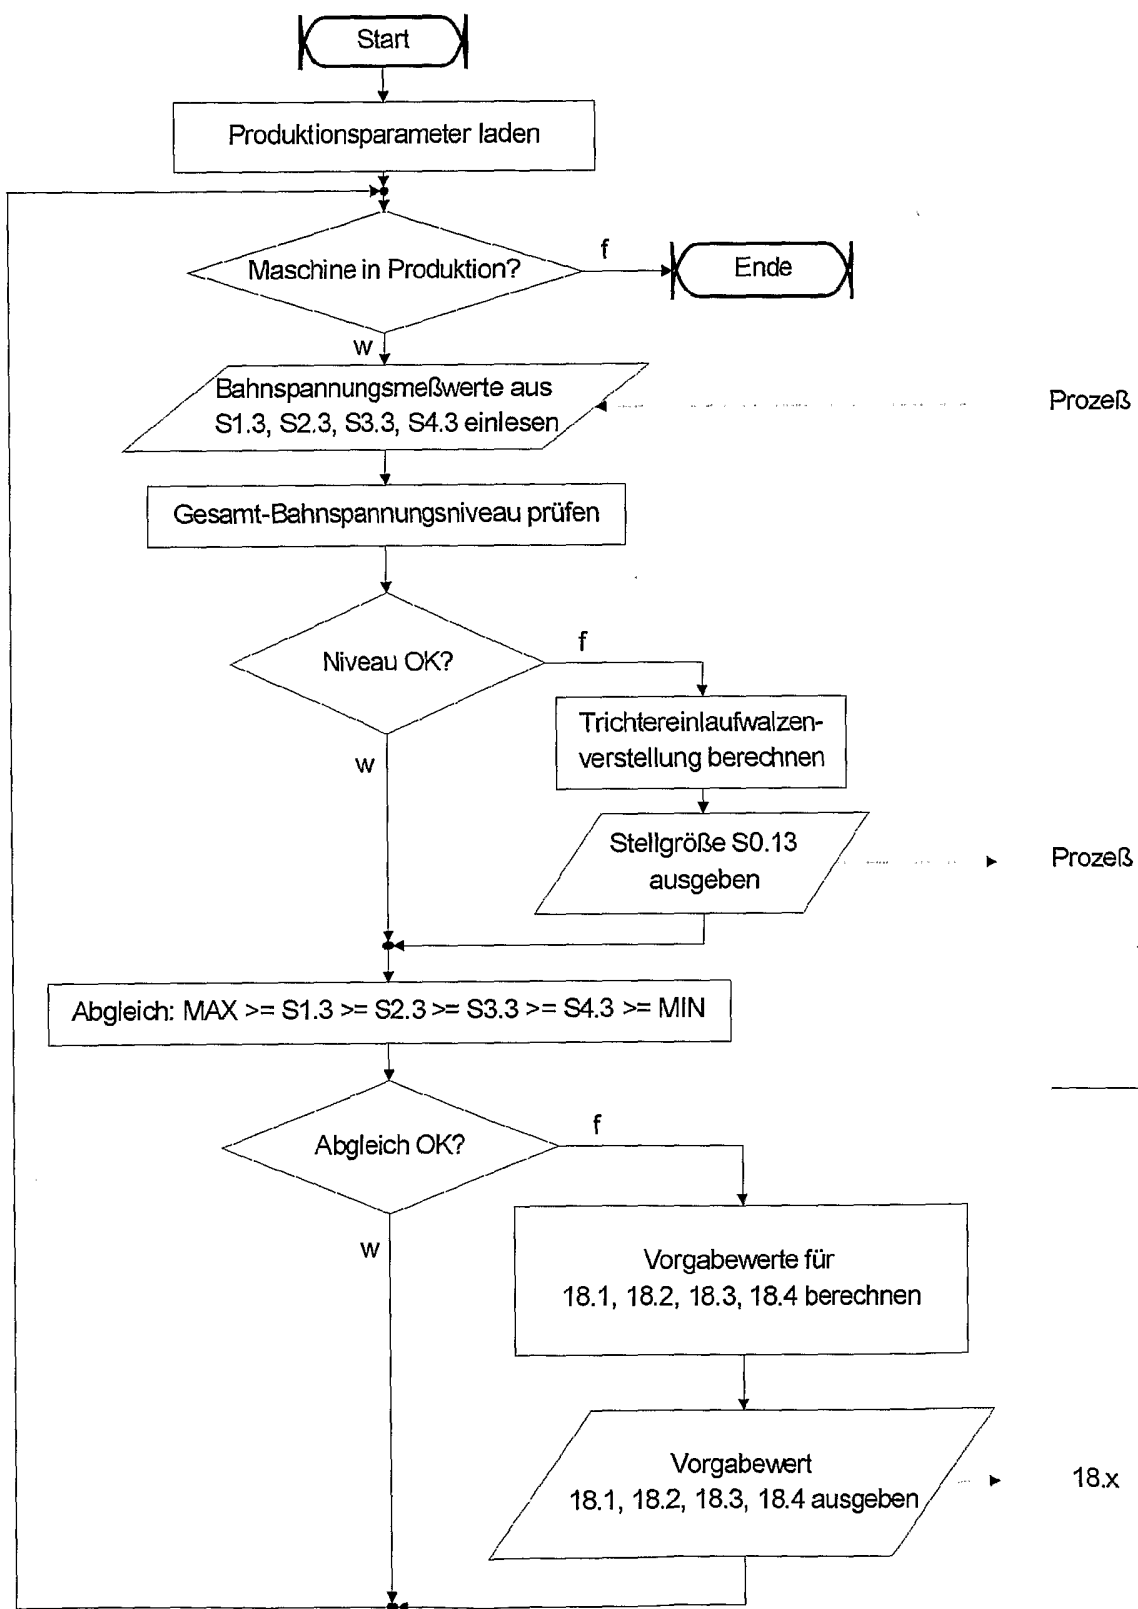 Start
Produktionsparameter laden
Maschine in Produktion?
f
Ende
w
Bahnspannungsmeßwerte aus
S1.3, S2.3, S3.3, S4.3 einlesen
Prozeß
Gesamt-Bahnspannungsniveau prüfen
Niveau OK?
f
w
Trichtereinlaufwalzen-
verstellung berechnen
Stellgröße S0.13
ausgeben
Prozeß
Abgleich: MAX >= S1.3 >= S2.3 >= S3.3 >= S4.3 >= MIN
Abgleich OK?
f
w
Vorgabewerte für
18.1, 18.2, 18.3, 18.4 berechnen
Vorgabewert
18.1, 18.2, 18.3, 18.4 ausgeben
18.x